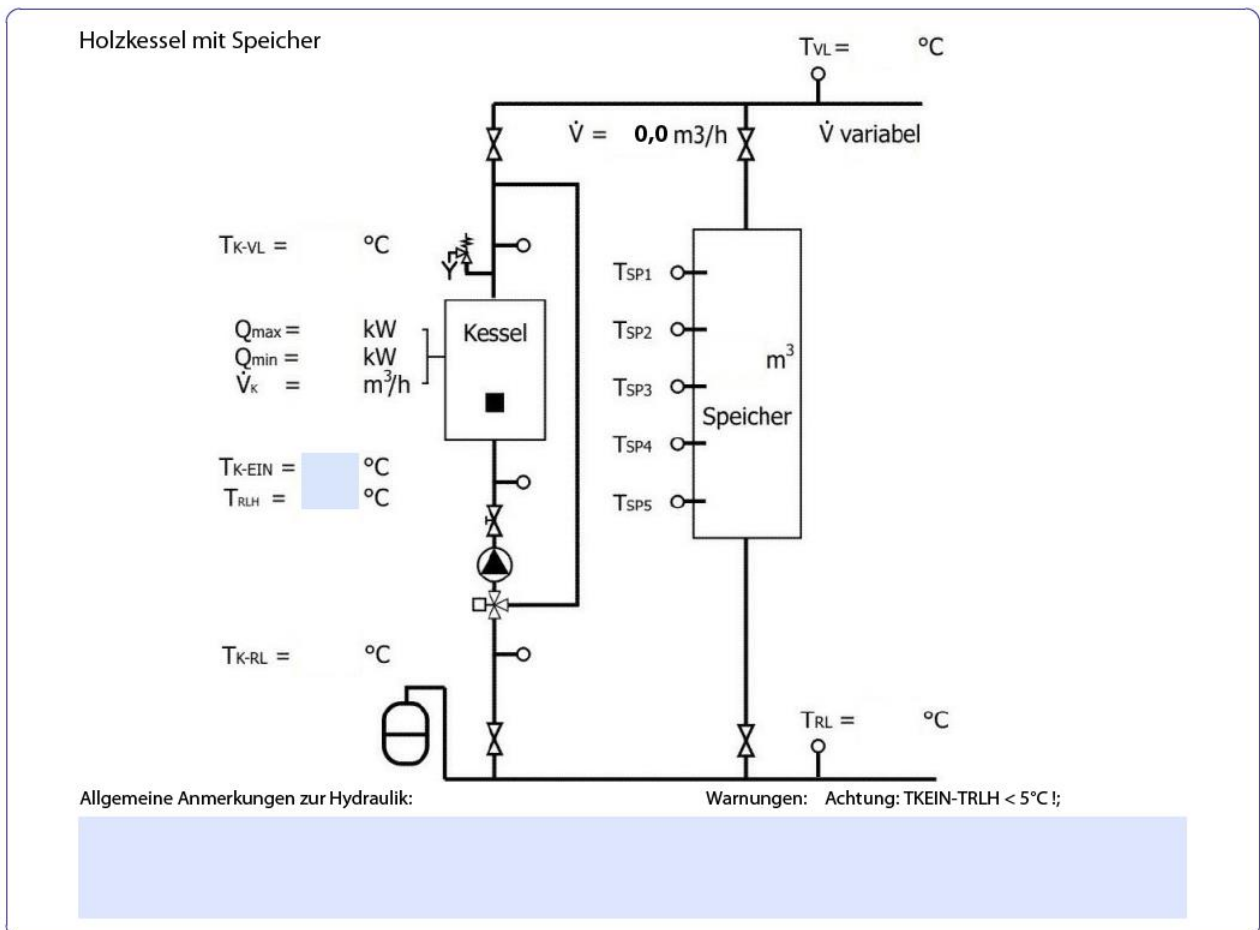 Holzkessel mit Speicher
TVL = °C
V̇ = 0,0 m3/h
V̇ variabel
TK-VL = °C
TSP1
Qmax = kW
Kessel
TSP2
Qmin = kW
m³
V̇K = m³/h
TSP3
Speicher
TSP4
TK-EIN = °C
TRLH = °C
TSP5
TK-RL = °C
TRL = °C
Allgemeine Anmerkungen zur Hydraulik:
Warnungen: Achtung: TKEIN-TRLH < 5°C !;